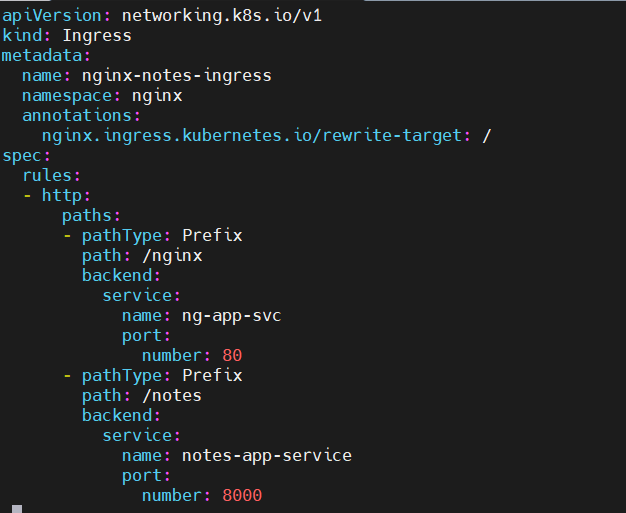 apiVersion: networking.k8s.io/v1
kind: Ingress
metadata:
  name: nginx-notes-ingress
  namespace: nginx
  annotations:
    nginx.ingress.kubernetes.io/rewrite-target: /
spec:
  rules:
  - http:
      paths:
      - pathType: Prefix
        path: /nginx
        backend:
          service:
            name: ng-app-svc
            port:
              number: 80
      - pathType: Prefix
        path: /notes
        backend:
          service:
            name: notes-app-service
            port:
              number: 8000